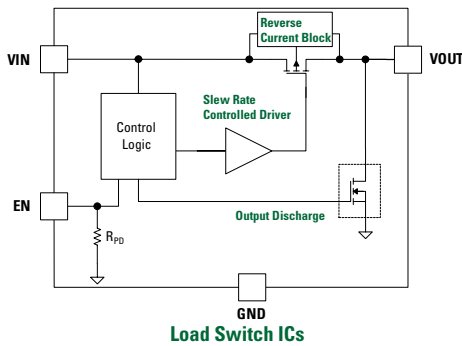 Reverse
Current Block
VIN
VOUT
Slew Rate
Controlled Driver
Control
Logic
EN
Output Discharge
RPD
GND
Load Switch ICs